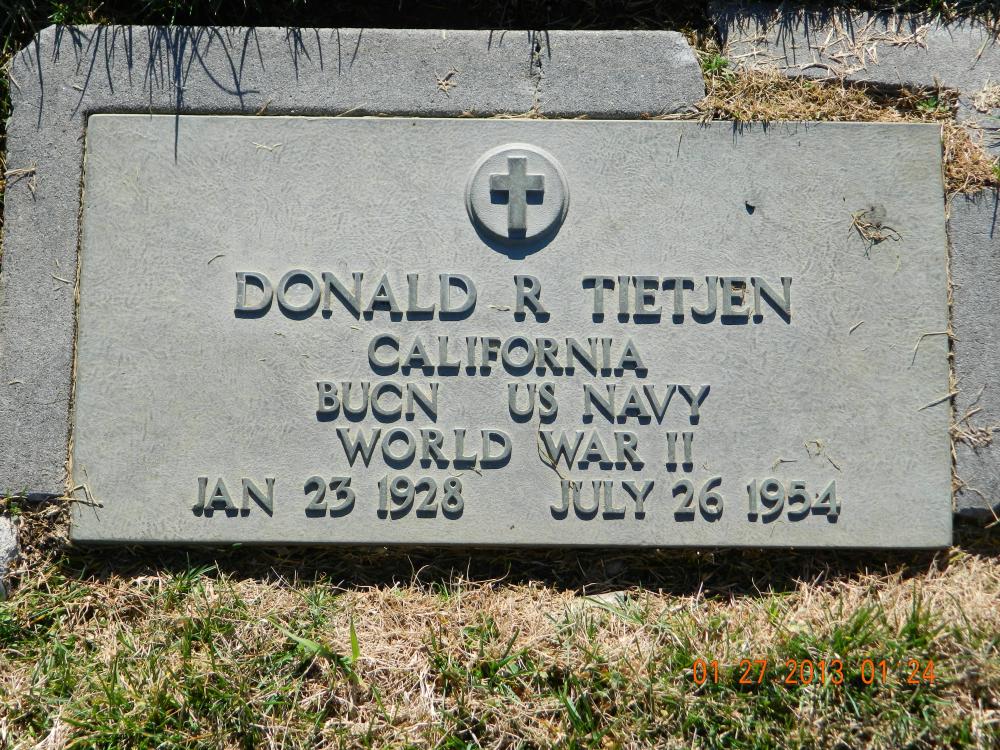 DONALD R TIETJEN
CALIFORNIA
BUCN US NAVY
WORLD WAR II
JAN 23 1928 JULY 26 1954
01 27 2013 01 24